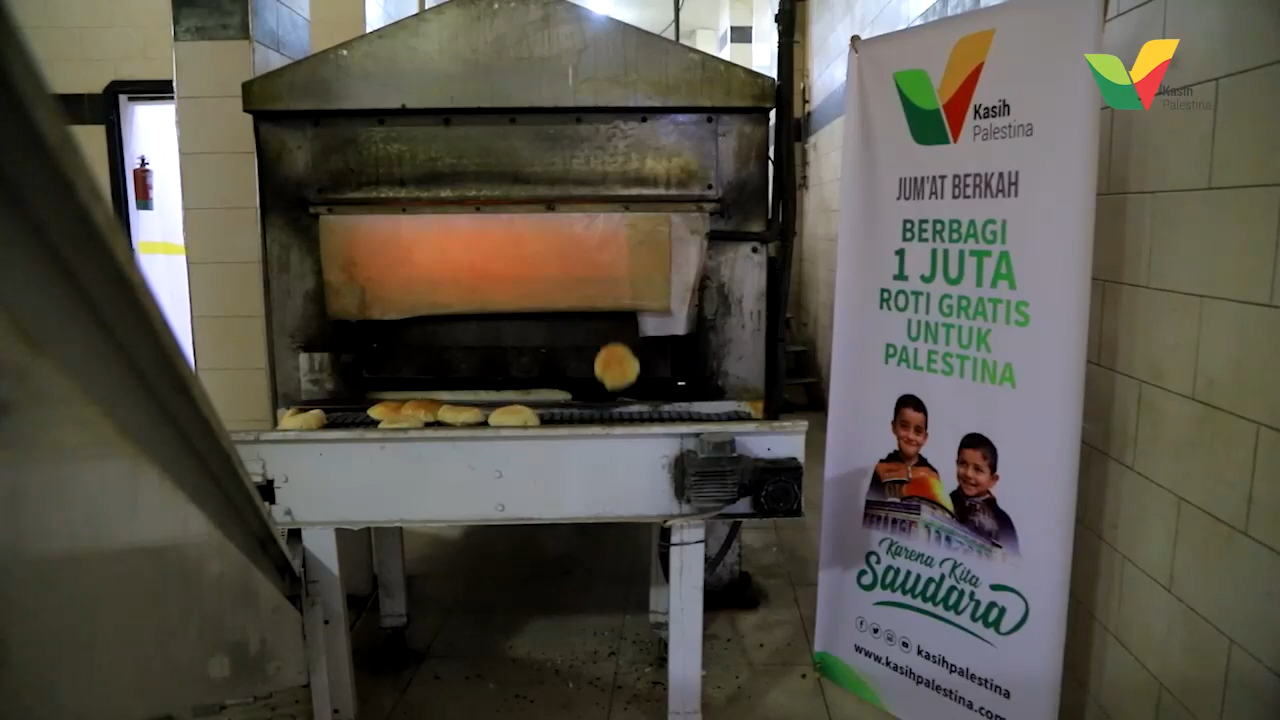 Kasih
Palestina
Kasih
Palestina
JUM'AT BERKAH
BERBAGI
1 JUTA
ROTI GRATIS
UNTUK
PALESTINA
Karena Kita
Saudara
kasihpalestina
www.kasihpalestina.com